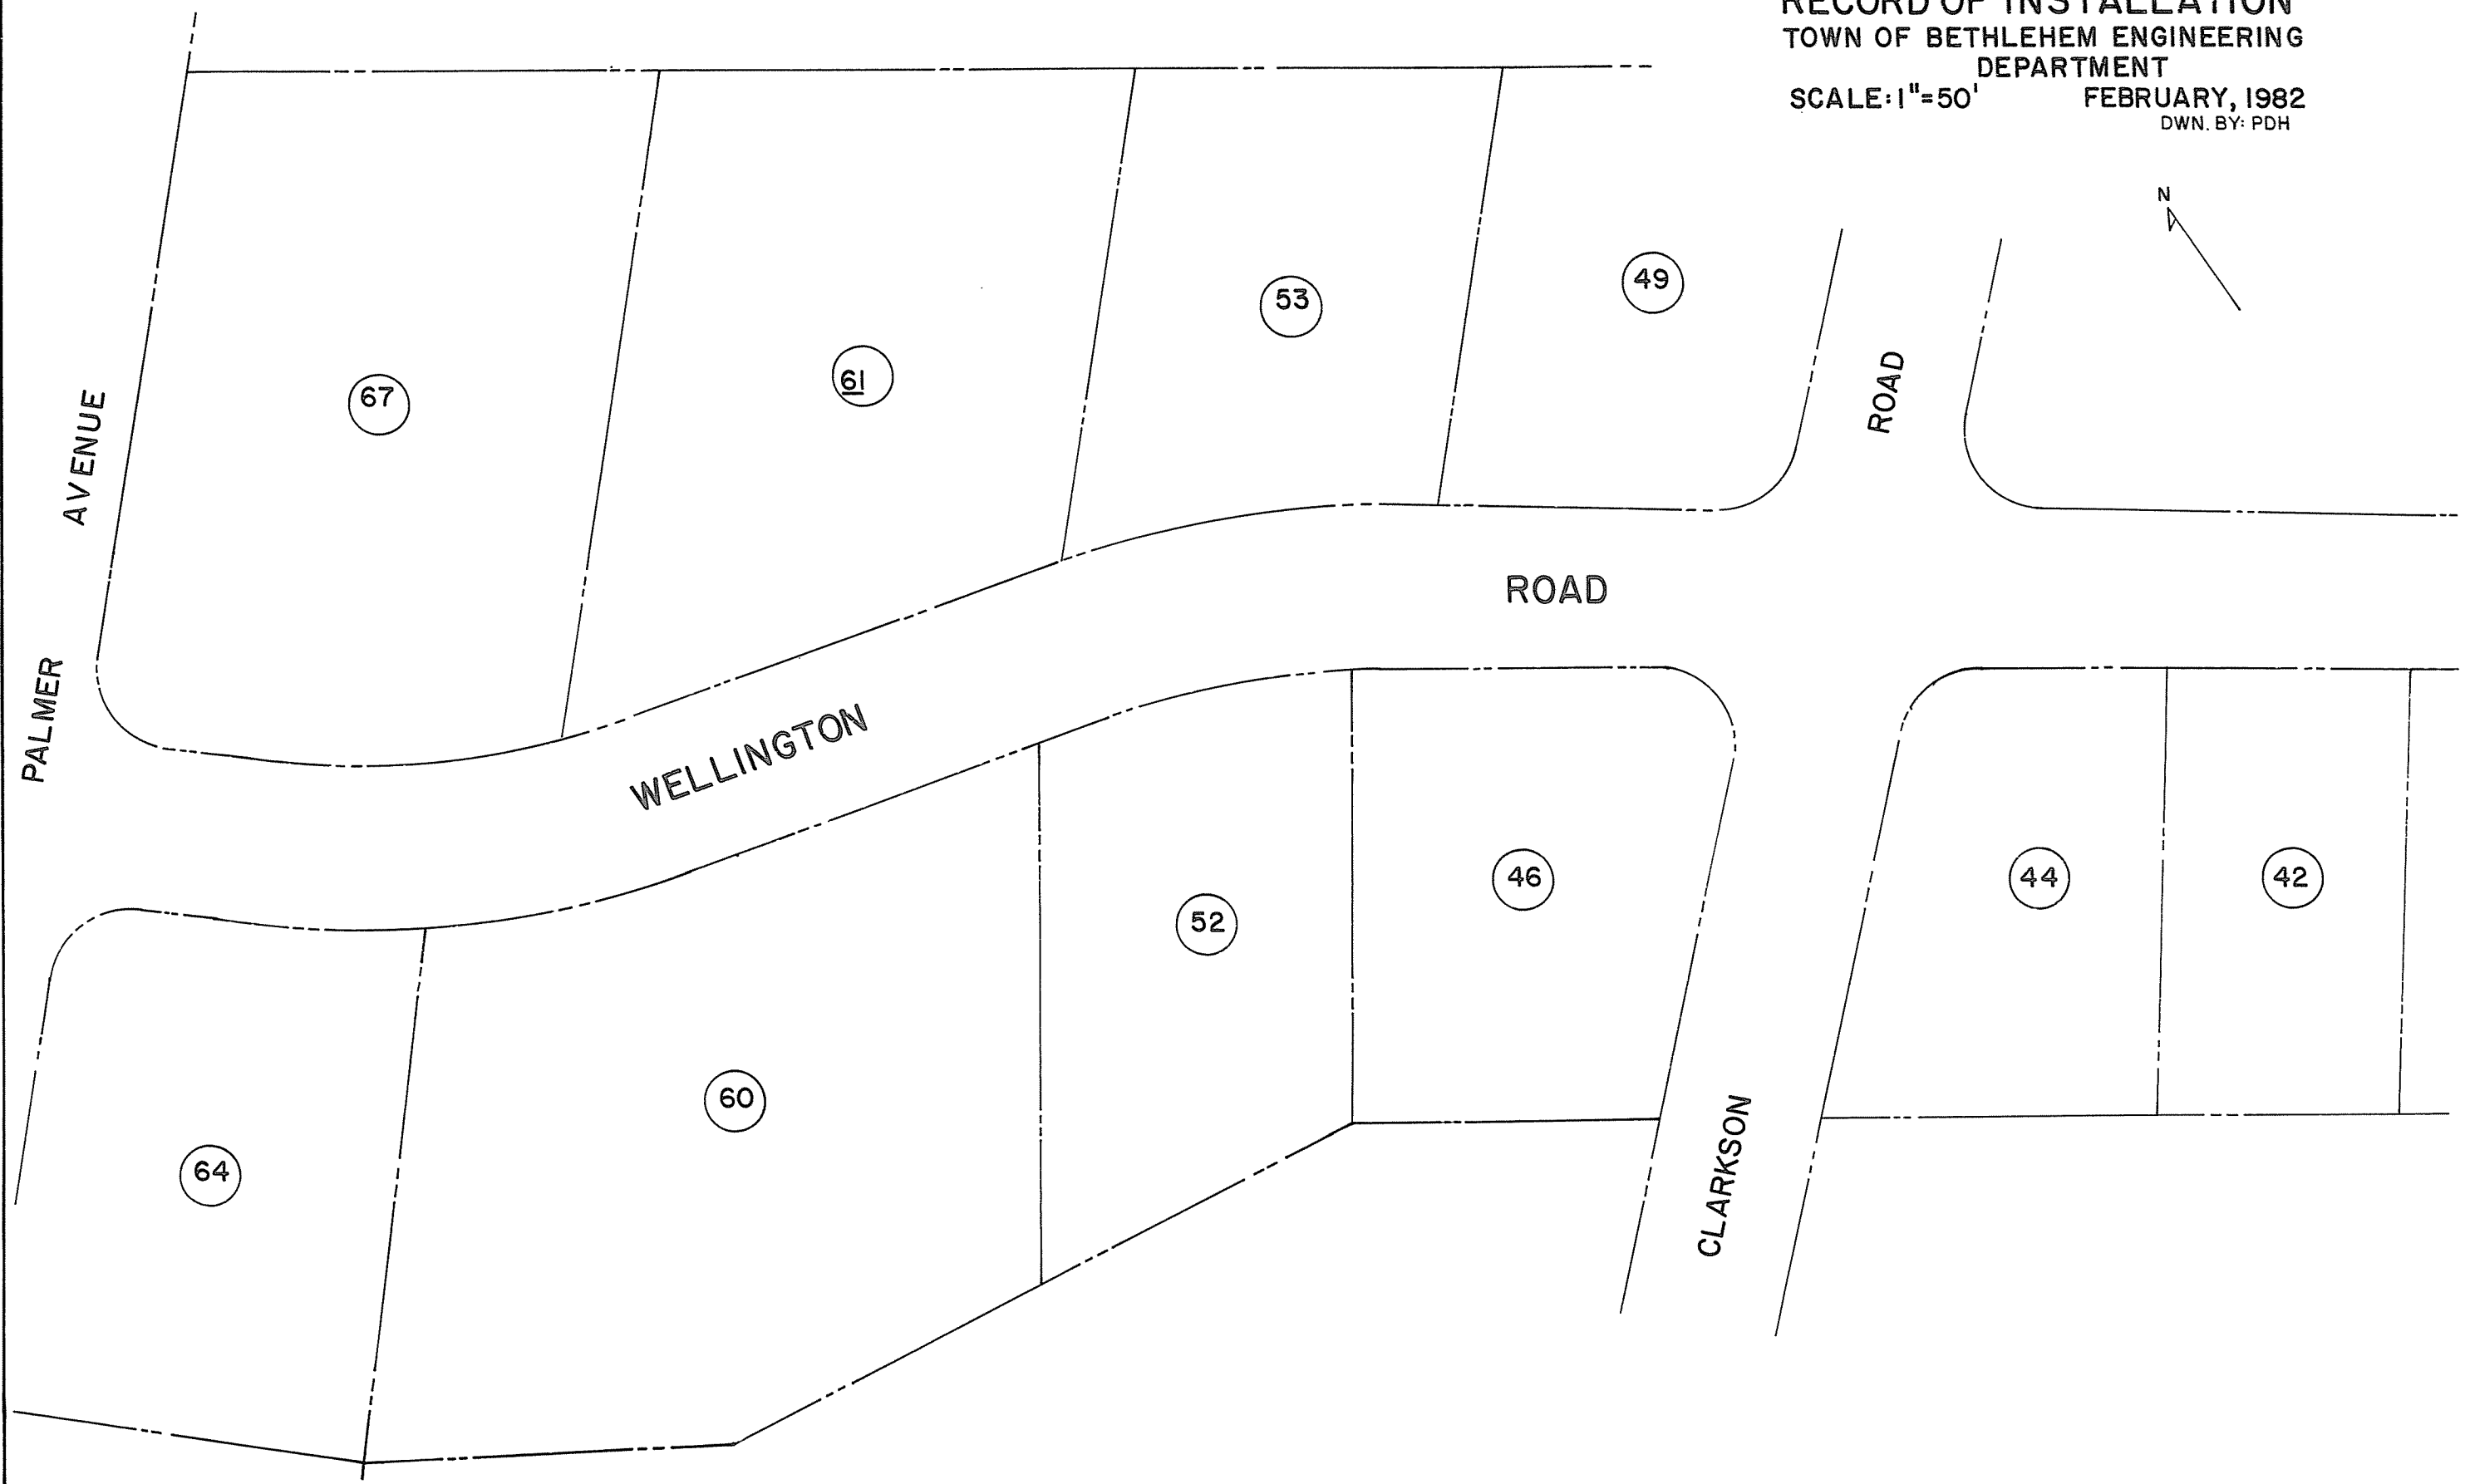 RECORD OF INSTALLATION
TOWN OF BETHLEHEM ENGINEERING
DEPARTMENT
SCALE: 1"=50' FEBRUARY, 1982
DWN. BY: PDH
N
49
53
61
67
ROAD
AVENUE
ROAD
PALMER
WELLINGTON
46
44
42
52
60
64
CLARKSON